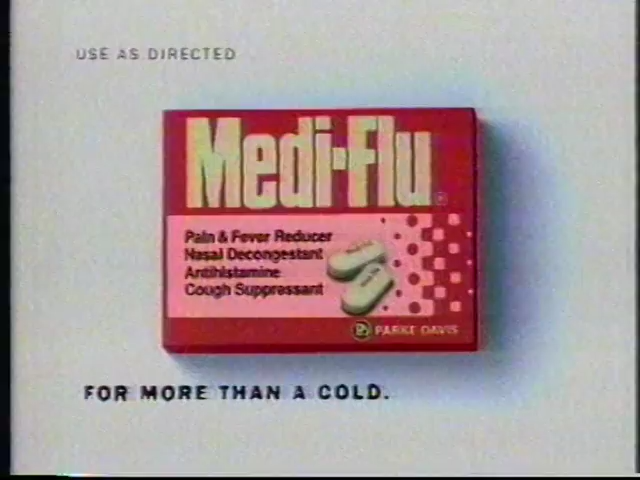 USE AS DIRECTED
Medi-Flu®
Pain & Fever Reducer
Nasal Decongestant
Antihistamine
Cough Suppressant
PARKE-DAVIS
FOR MORE THAN A COLD.